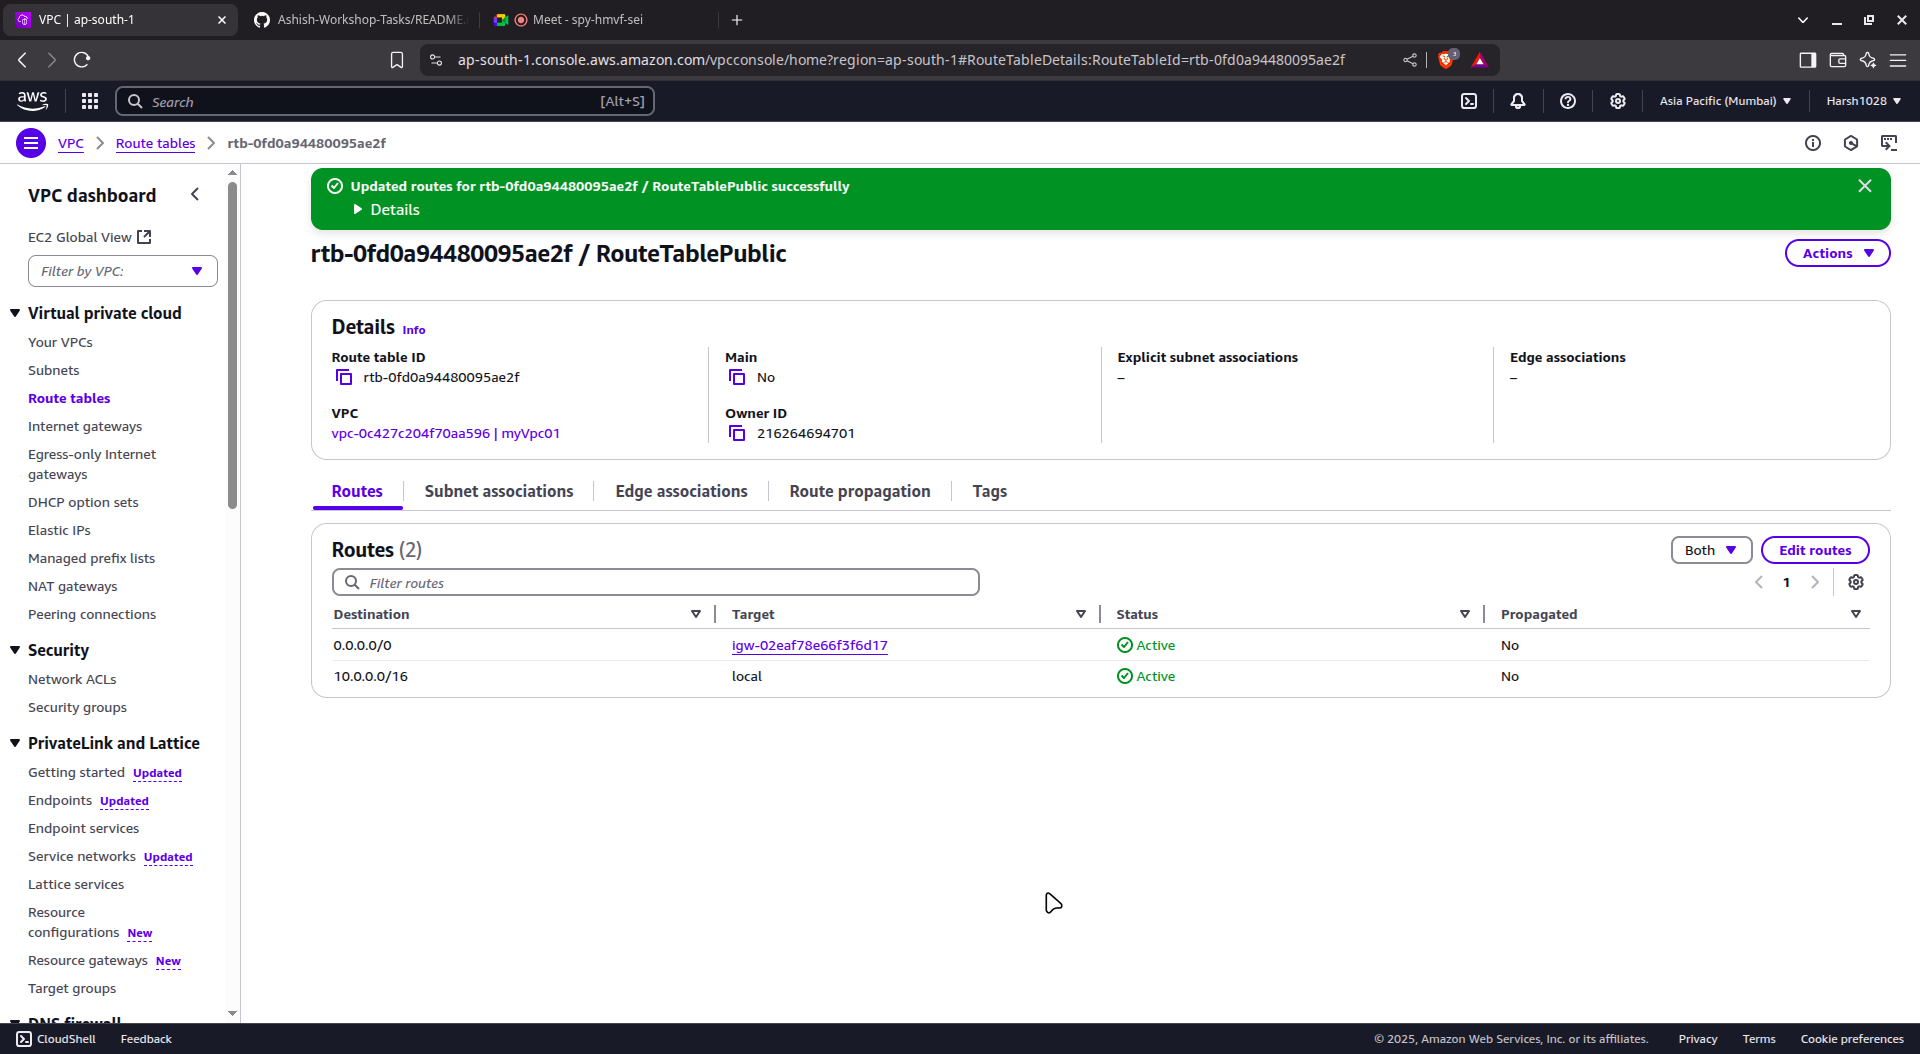 VPC | ap-south-1
Ashish-Workshop-Tasks/README.
Meet - spy-hmvf-sei
ap-south-1.console.aws.amazon.com/vpcconsole/home?region=ap-south-1#RouteTableDetails:RouteTableId=rtb-0fd0a94480095ae2f
3
aws
Search
[Alt+S]
Asia Pacific (Mumbai)
Harsh1028
VPC
Route tables
rtb-0fd0a94480095ae2f
VPC dashboard
EC2 Global View
Filter by VPC:
Virtual private cloud
Your VPCs
Subnets
Route tables
Internet gateways
Egress-only Internet
gateways
DHCP option sets
Elastic IPs
Managed prefix lists
NAT gateways
Peering connections
Security
Network ACLs
Security groups
PrivateLink and Lattice
Getting started Updated
Endpoints Updated
Endpoint services
Service networks Updated
Lattice services
Resource
configurations New
Resource gateways New
Target groups
DNS firewall
Updated routes for rtb-0fd0a94480095ae2f / RouteTablePublic successfully
Details
rtb-0fd0a94480095ae2f / RouteTablePublic
Actions
Details Info
Route table ID
rtb-0fd0a94480095ae2f
Main
No
Explicit subnet associations
–
Edge associations
–
VPC
vpc-0c427c204f70aa596 | myVpc01
Owner ID
216264694701
Routes
Subnet associations
Edge associations
Route propagation
Tags
Routes (2)
Both
Edit routes
Filter routes
1
Destination Target Status Propagated
0.0.0.0/0 igw-02eaf78e66f3f6d17 Active No
10.0.0.0/16 local Active No
CloudShell
Feedback
© 2025, Amazon Web Services, Inc. or its affiliates.
Privacy
Terms
Cookie preferences